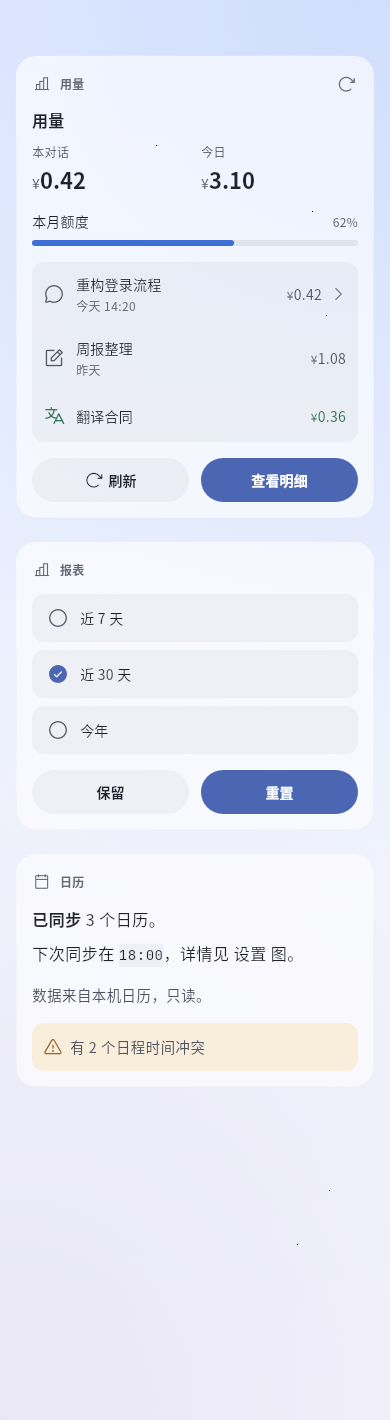 用量
用量
本对话 今日
¥0.42 ¥3.10
本月额度 62%
重构登录流程
今天 14:20
¥0.42
周报整理
昨天
¥1.08
翻译合同 ¥0.36
刷新 查看明细
报表
近 7 天
近 30 天
今年
保留 重置
日历
已同步 3 个日历。
下次同步在 18:00，详情见 设置 图。
数据来自本机日历，只读。
有 2 个日程时间冲突